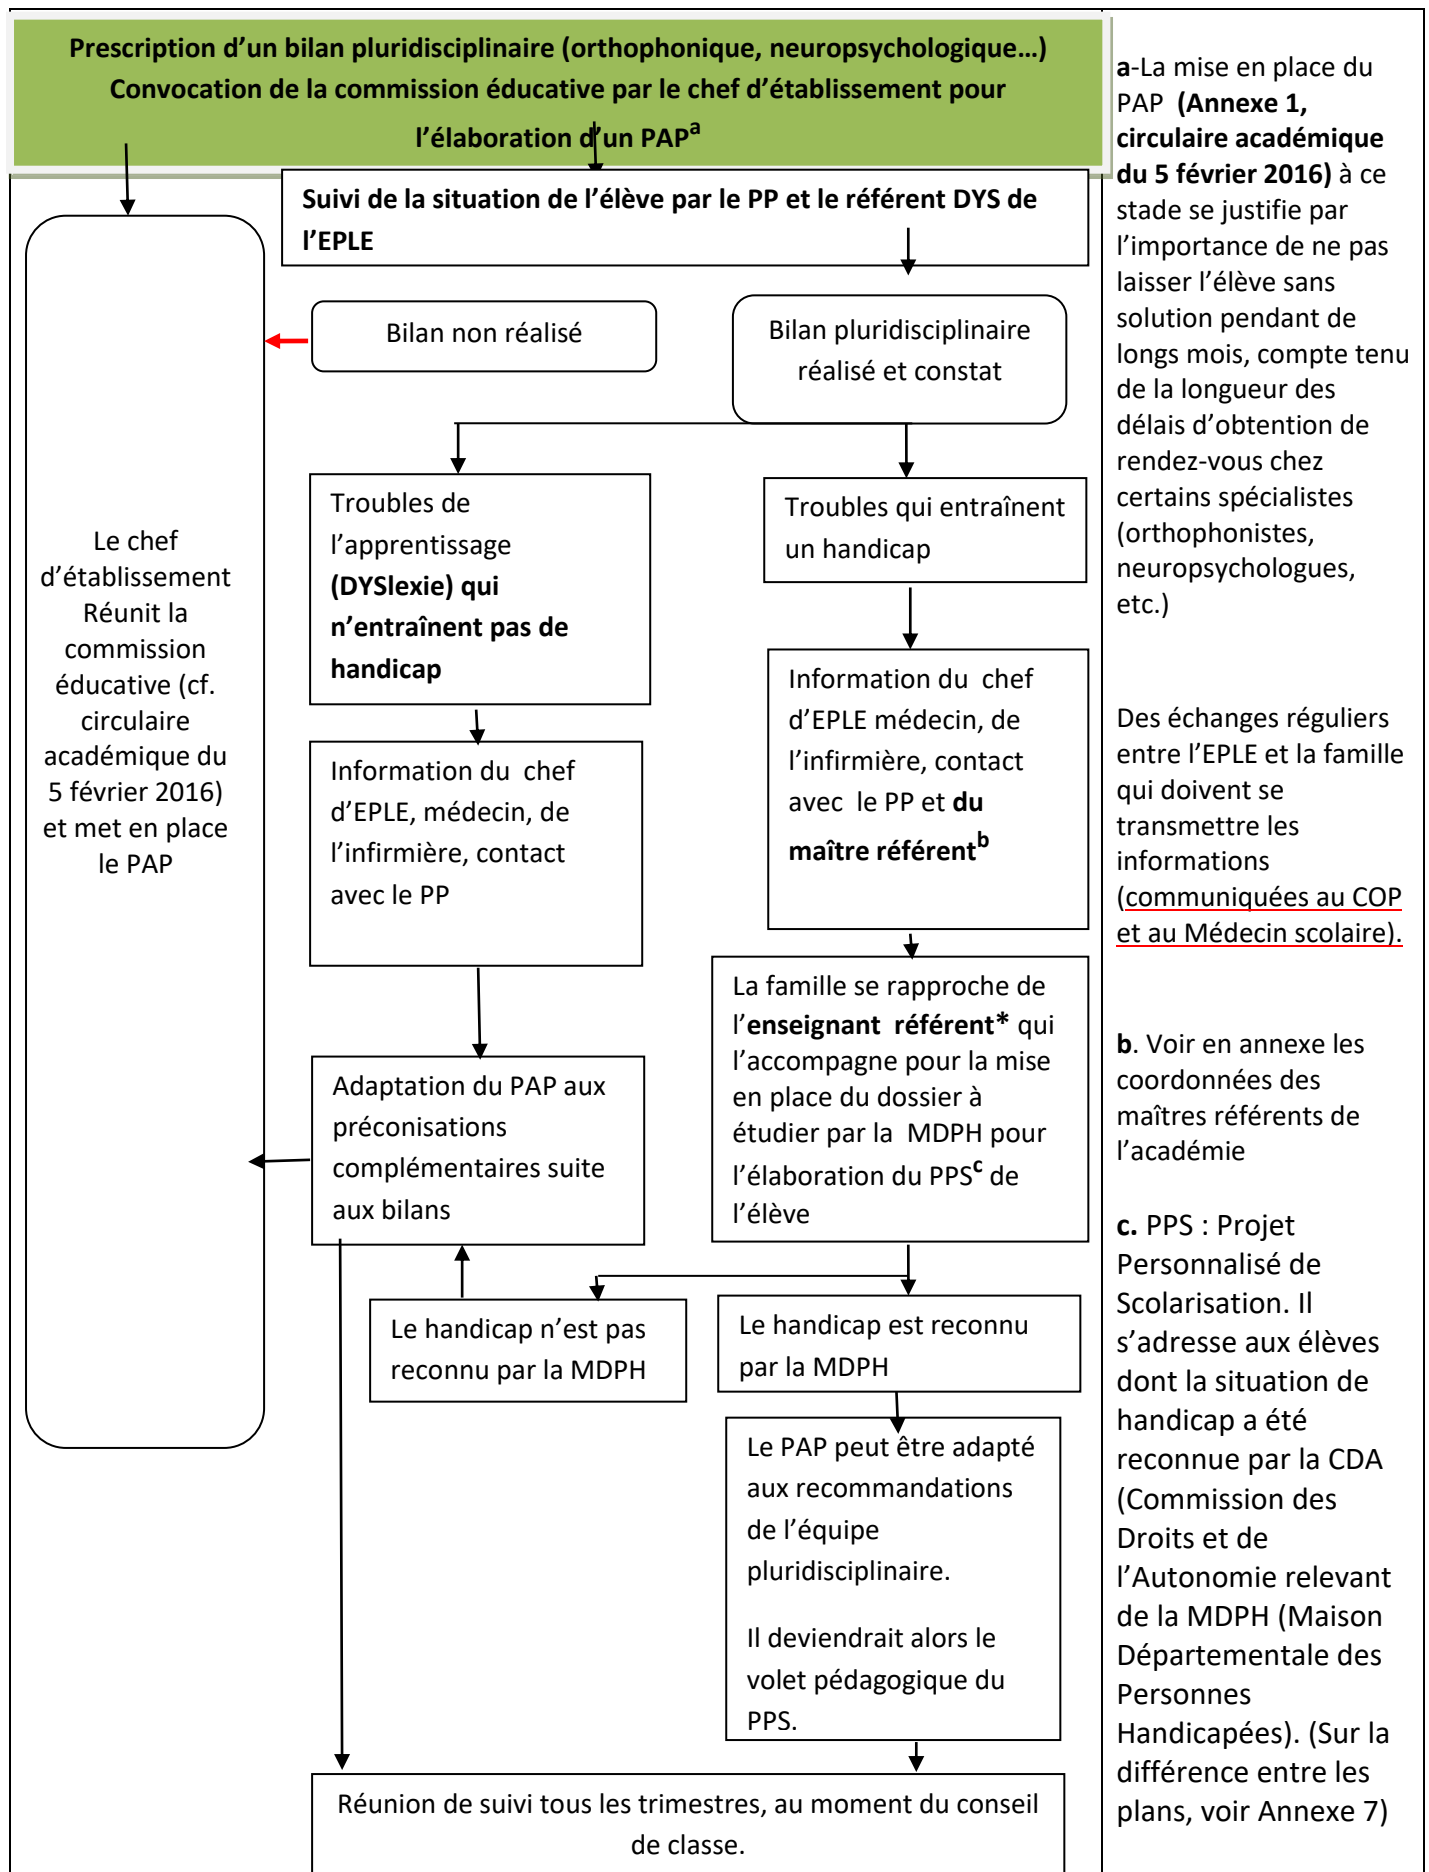 Prescription d’un bilan pluridisciplinaire (orthophonique, neuropsychologique…)
Convocation de la commission éducative par le chef d’établissement pour
l’élaboration d’un PAPa
Suivi de la situation de l’élève par le PP et le référent DYS de
l’EPLE
Bilan non réalisé
Bilan pluridisciplinaire
réalisé et constat
Le chef
d’établissement
Réunit la
commission
éducative (cf.
circulaire
académique du
5 février 2016)
et met en place
le PAP
Troubles de
l’apprentissage
(DYSlexie) qui
n’entraînent pas de
handicap
Troubles qui entraînent
un handicap
Information du chef
d’EPLE, médecin, de
l’infirmière, contact
avec le PP
Information du chef
d’EPLE médecin, de
l’infirmière, contact
avec le PP et du
maître référentb
Adaptation du PAP aux
préconisations
complémentaires suite
aux bilans
La famille se rapproche de
l’enseignant référent* qui
l’accompagne pour la mise
en place du dossier à
étudier par la MDPH pour
l’élaboration du PPSc de
l’élève
Le handicap n’est pas
reconnu par la MDPH
Le handicap est reconnu
par la MDPH
Le PAP peut être adapté
aux recommandations
de l’équipe
pluridisciplinaire.
Il deviendrait alors le
volet pédagogique du
PPS.
Réunion de suivi tous les trimestres, au moment du conseil
de classe.
a-La mise en place du
PAP (Annexe 1,
circulaire académique
du 5 février 2016) à ce
stade se justifie par
l’importance de ne pas
laisser l’élève sans
solution pendant de
longs mois, compte tenu
de la longueur des
délais d’obtention de
rendez-vous chez
certains spécialistes
(orthophonistes,
neuropsychologues,
etc.)
Des échanges réguliers
entre l’EPLE et la famille
qui doivent se
transmettre les
informations
(communiquées au COP
et au Médecin scolaire).
b. Voir en annexe les
coordonnées des
maîtres référents de
l’académie
c. PPS : Projet
Personnalisé de
Scolarisation. Il
s’adresse aux élèves
dont la situation de
handicap a été
reconnue par la CDA
(Commission des
Droits et de
l’Autonomie relevant
de la MDPH (Maison
Départementale des
Personnes
Handicapées). (Sur la
différence entre les
plans, voir Annexe 7)